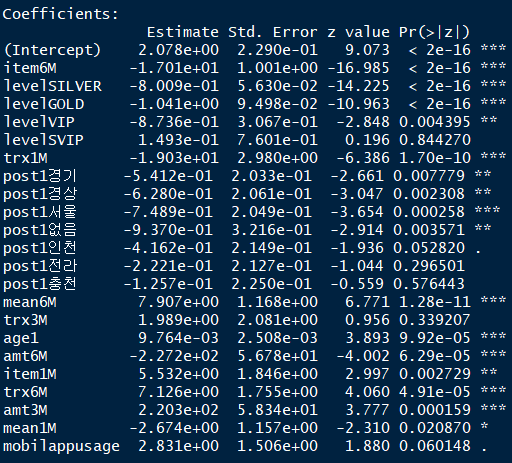 Coefficients:
Estimate Std. Error z value Pr(>|z|)
(Intercept) 2.078e+00 2.290e-01 9.073 < 2e-16 ***
item6M -1.701e+01 1.001e+00 -16.985 < 2e-16 ***
levelSILVER -8.009e-01 5.630e-02 -14.225 < 2e-16 ***
levelGOLD -1.041e+00 9.498e-02 -10.963 < 2e-16 ***
levelVIP -8.736e-01 3.067e-01 -2.848 0.004395 **
levelSVIP 1.493e-01 7.601e-01 0.196 0.844270
trx1M -1.903e+01 2.980e+00 -6.386 1.70e-10 ***
post1경기 -5.412e-01 2.033e-01 -2.661 0.007779 **
post1경상 -6.280e-01 2.061e-01 -3.047 0.002308 **
post1서울 -7.489e-01 2.049e-01 -3.654 0.000258 ***
post1없음 -9.370e-01 3.216e-01 -2.914 0.003571 **
post1인천 -4.162e-01 2.149e-01 -1.936 0.052820 .
post1전라 -2.221e-01 2.127e-01 -1.044 0.296501
post1충천 -1.257e-01 2.250e-01 -0.559 0.576443
mean6M 7.907e+00 1.168e+00 6.771 1.28e-11 ***
trx3M 1.989e+00 2.081e+00 0.956 0.339207
age1 9.764e-03 2.508e-03 3.893 9.92e-05 ***
amt6M -2.272e+02 5.678e+01 -4.002 6.29e-05 ***
item1M 5.532e+00 1.846e+00 2.997 0.002729 **
trx6M 7.126e+00 1.755e+00 4.060 4.91e-05 ***
amt3M 2.203e+02 5.834e+01 3.777 0.000159 ***
mean1M -2.674e+00 1.157e+00 -2.310 0.020870 *
mobilappusage 2.831e+00 1.506e+00 1.880 0.060148 .